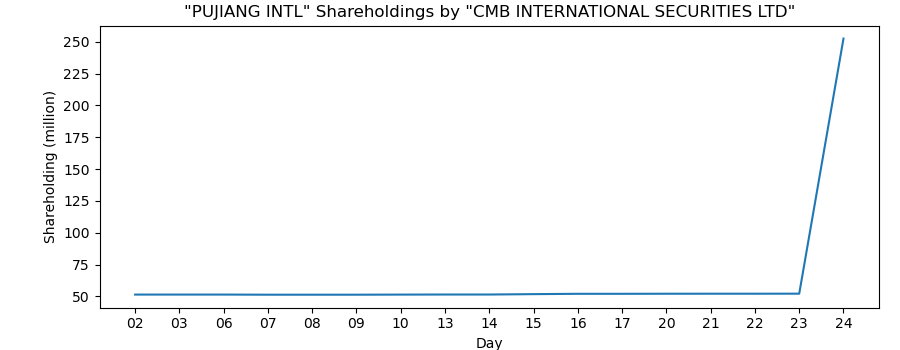 "PUJIANG INTL" Shareholdings by "CMB INTERNATIONAL SECURITIES LTD"
Shareholding (million)
250
225
200
175
150
125
100
75
50
02 03 06 07 08 09 10 13 14 15 16 17 20 21 22 23 24
Day